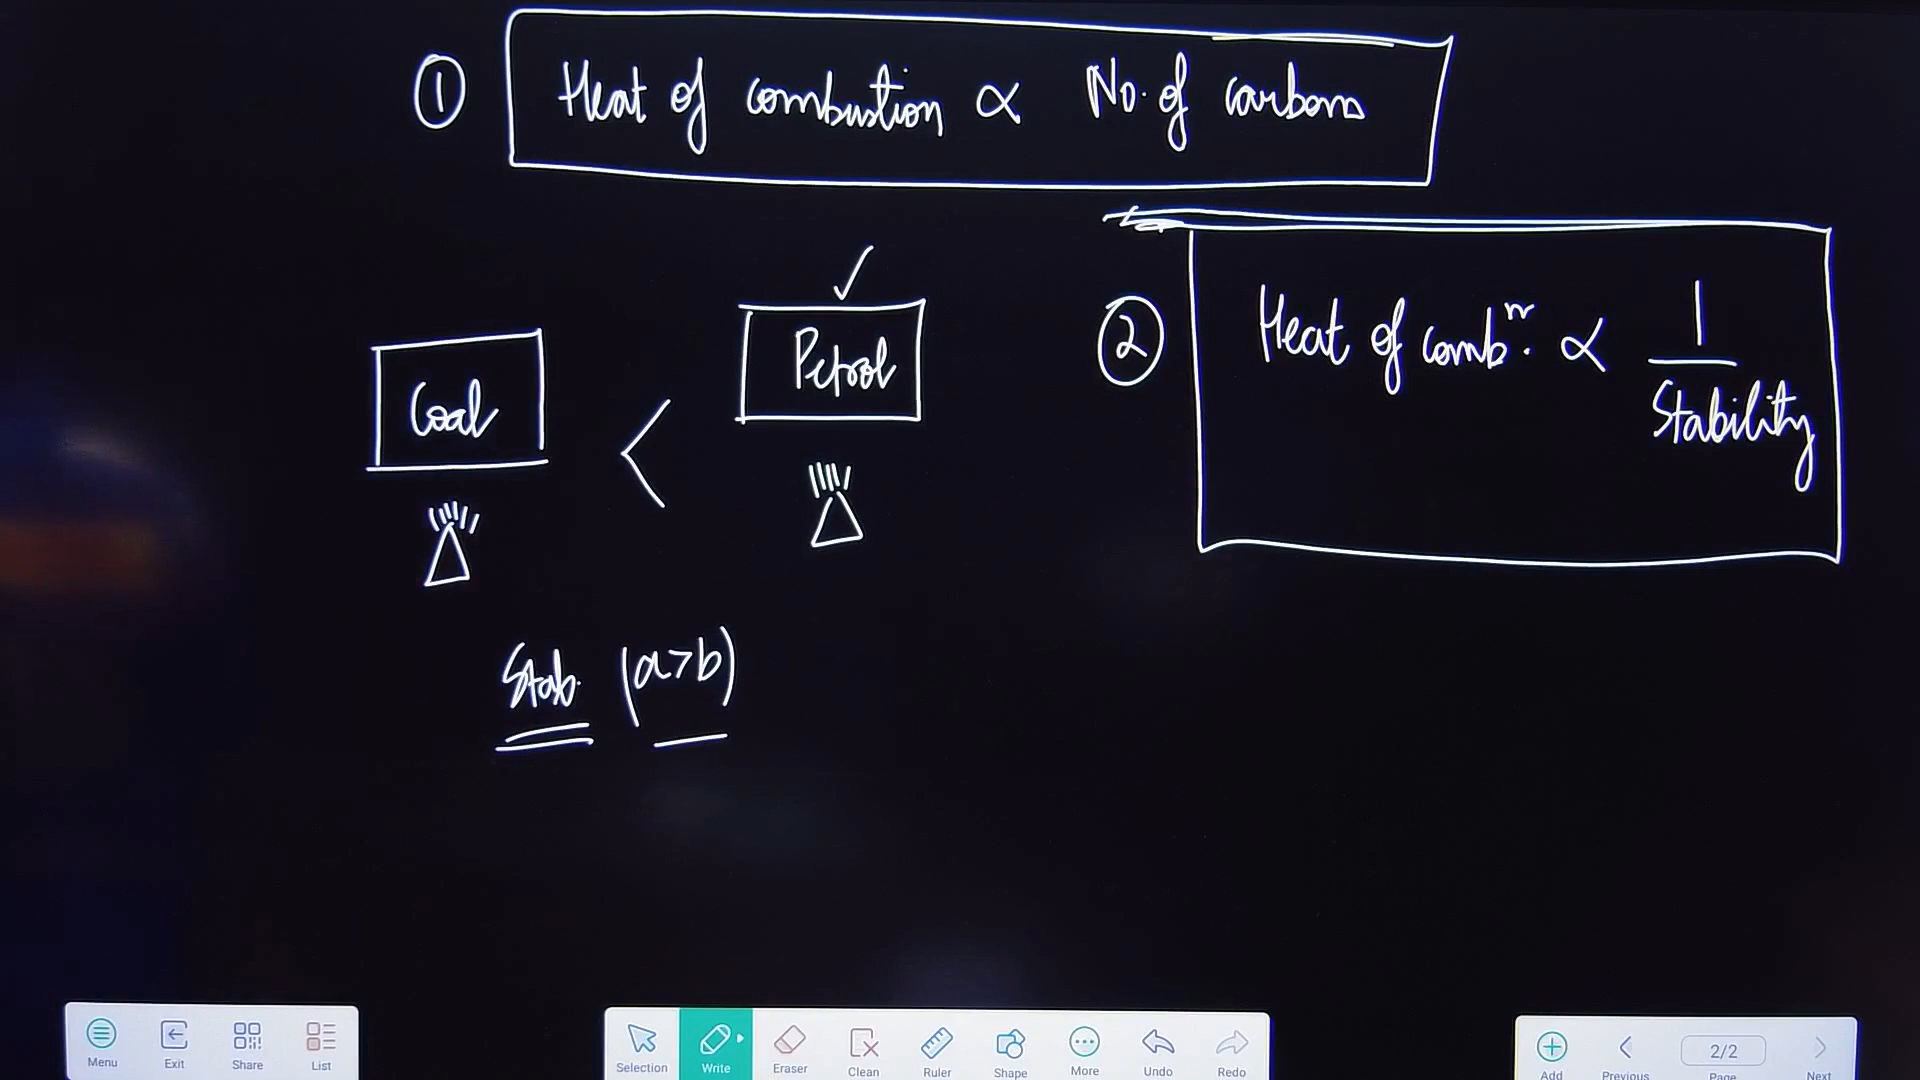 ① Heat of combustion ∝ No. of carbons
② Heat of combⁿ. ∝ 1
Stability
Coal < Petrol
Stab. (a>b)
Menu
Exit
Share
List
Selection
Write
Eraser
Clean
Ruler
Shape
More
Undo
Redo
Add
Previous
2/2
Page
Next